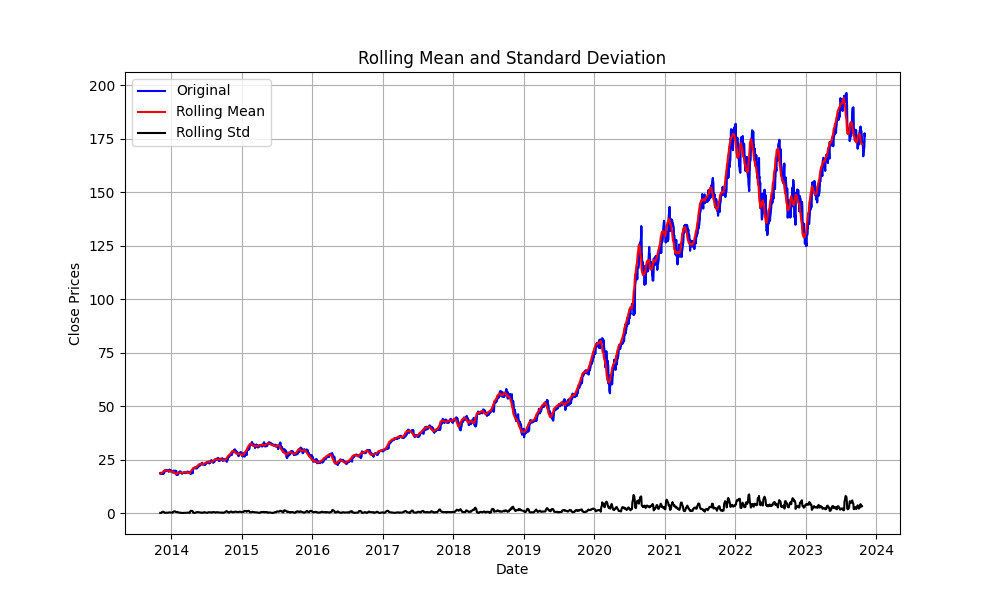 Rolling Mean and Standard Deviation
Original
Rolling Mean
Rolling Std
Close Prices
200
175
150
125
100
75
50
25
0
2014 2015 2016 2017 2018 2019 2020 2021 2022 2023 2024
Date